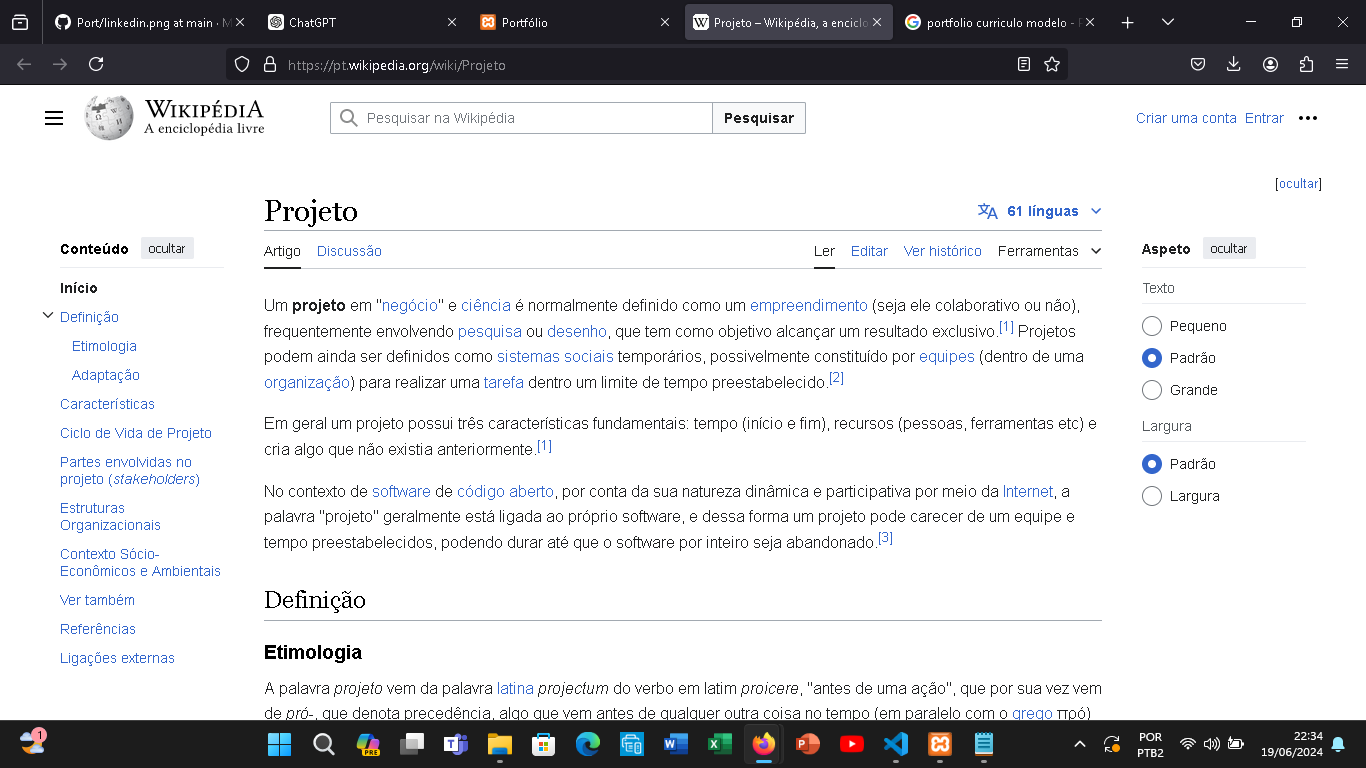 Port/linkedin.png at main · M
ChatGPT
Portfólio
Projeto – Wikipédia, a enciclo
portfolio curriculo modelo - P
https://pt.wikipedia.org/wiki/Projeto
WIKIPÉDIA
A enciclopédia livre
Pesquisar na Wikipédia
Pesquisar
Criar uma conta Entrar
[ocultar]
Projeto
61 línguas
Artigo Discussão
Ler Editar Ver histórico Ferramentas
Conteúdo ocultar
Início
Definição
Etimologia
Adaptação
Características
Ciclo de Vida de Projeto
Partes envolvidas no
projeto (stakeholders)
Estruturas
Organizacionais
Contexto Sócio-
Econômicos e Ambientais
Ver também
Referências
Ligações externas
Um projeto em "negócio" e ciência é normalmente definido como um empreendimento (seja ele colaborativo ou não),
frequentemente envolvendo pesquisa ou desenho, que tem como objetivo alcançar um resultado exclusivo.[1] Projetos
podem ainda ser definidos como sistemas sociais temporários, possivelmente constituído por equipes (dentro de uma
organização) para realizar uma tarefa dentro um limite de tempo preestabelecido.[2]
Em geral um projeto possui três características fundamentais: tempo (início e fim), recursos (pessoas, ferramentas etc) e
cria algo que não existia anteriormente.[1]
No contexto de software de código aberto, por conta da sua natureza dinâmica e participativa por meio da Internet, a
palavra "projeto" geralmente está ligada ao próprio software, e dessa forma um projeto pode carecer de um equipe e
tempo preestabelecidos, podendo durar até que o software por inteiro seja abandonado.[3]
Definição
Etimologia
A palavra projeto vem da palavra latina projectum do verbo em latim proicere, "antes de uma ação", que por sua vez vem
de pró-, que denota precedência, algo que vem antes de qualquer outra coisa no tempo (em paralelo com o grego πρό)
Aspeto ocultar
Texto
Pequeno
Padrão
Grande
Largura
Padrão
Largura
1
PRE
POR
PTB2
22:34
19/06/2024